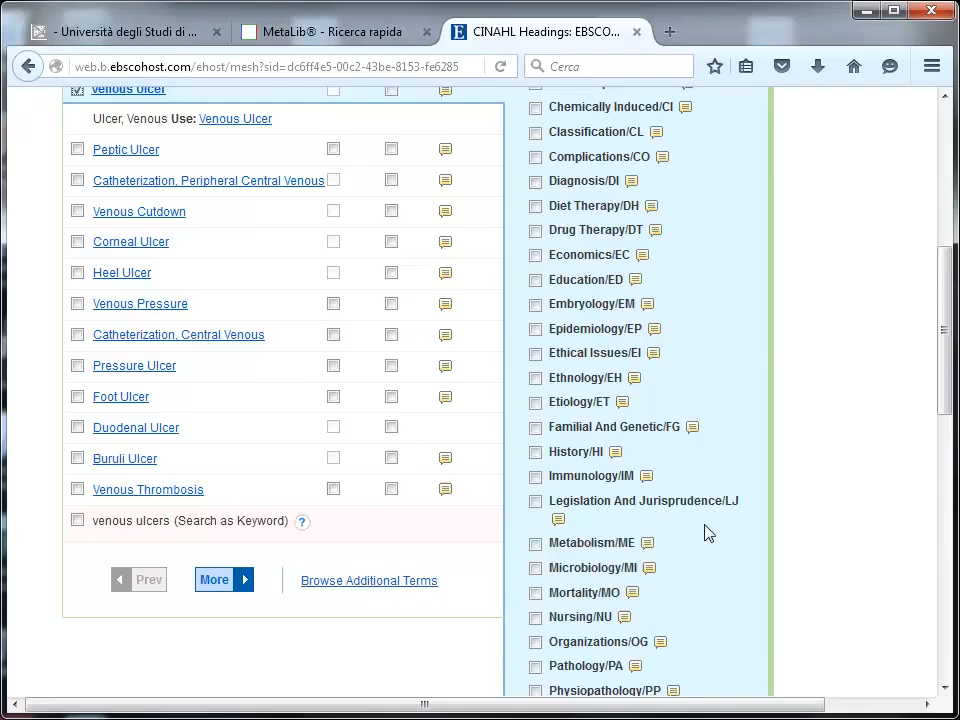 - Università degli Studi di ...
MetaLib® - Ricerca rapida
CINAHL Headings: EBSCO...
web.b.ebscohost.com/ehost/mesh?sid=dc6ff4e5-00c2-43be-8153-fe6285
Cerca
Venous Ulcer
Ulcer, Venous Use: Venous Ulcer
Peptic Ulcer
Catheterization, Peripheral Central Venous
Venous Cutdown
Corneal Ulcer
Heel Ulcer
Venous Pressure
Catheterization, Central Venous
Pressure Ulcer
Foot Ulcer
Duodenal Ulcer
Buruli Ulcer
Venous Thrombosis
venous ulcers (Search as Keyword) ?
Prev
More
Browse Additional Terms
Chemically Induced/CI
Classification/CL
Complications/CO
Diagnosis/DI
Diet Therapy/DH
Drug Therapy/DT
Economics/EC
Education/ED
Embryology/EM
Epidemiology/EP
Ethical Issues/EI
Ethnology/EH
Etiology/ET
Familial And Genetic/FG
History/HI
Immunology/IM
Legislation And Jurisprudence/LJ
Metabolism/ME
Microbiology/MI
Mortality/MO
Nursing/NU
Organizations/OG
Pathology/PA
Physiopathology/PP